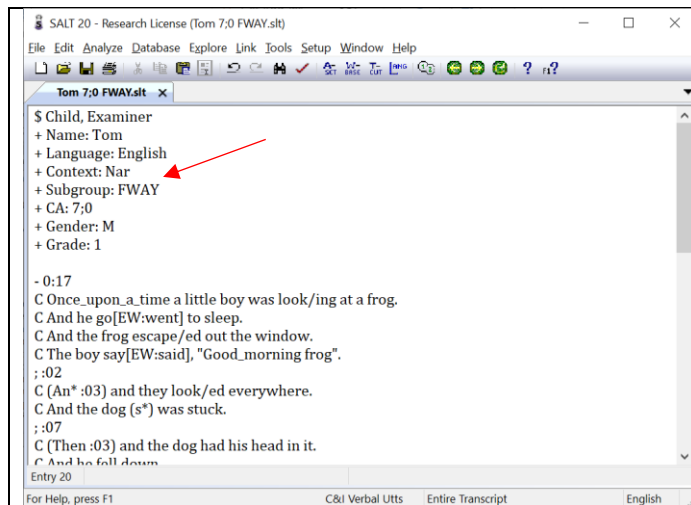 SALT 20 - Research License (Tom 7;0 FWAY.slt)
File Edit Analyze Database Explore Link Tools Setup Window Help
Tom 7;0 FWAY.slt x
$ Child, Examiner
+ Name: Tom
+ Language: English
+ Context: Nar
+ Subgroup: FWAY
+ CA: 7;0
+ Gender: M
+ Grade: 1
- 0:17
C Once_upon_a_time a little boy was look/ing at a frog.
C And he go[EW:went] to sleep.
C And the frog escape/ed out the window.
C The boy say[EW:said], "Good_morning frog".
; :02
C (An* :03) and they look/ed everywhere.
C And the dog (s*) was stuck.
; :07
C (Then :03) and the dog had his head in it.
C And he fell down
Entry 20
For Help, press F1 C&I Verbal Utts Entire Transcript English